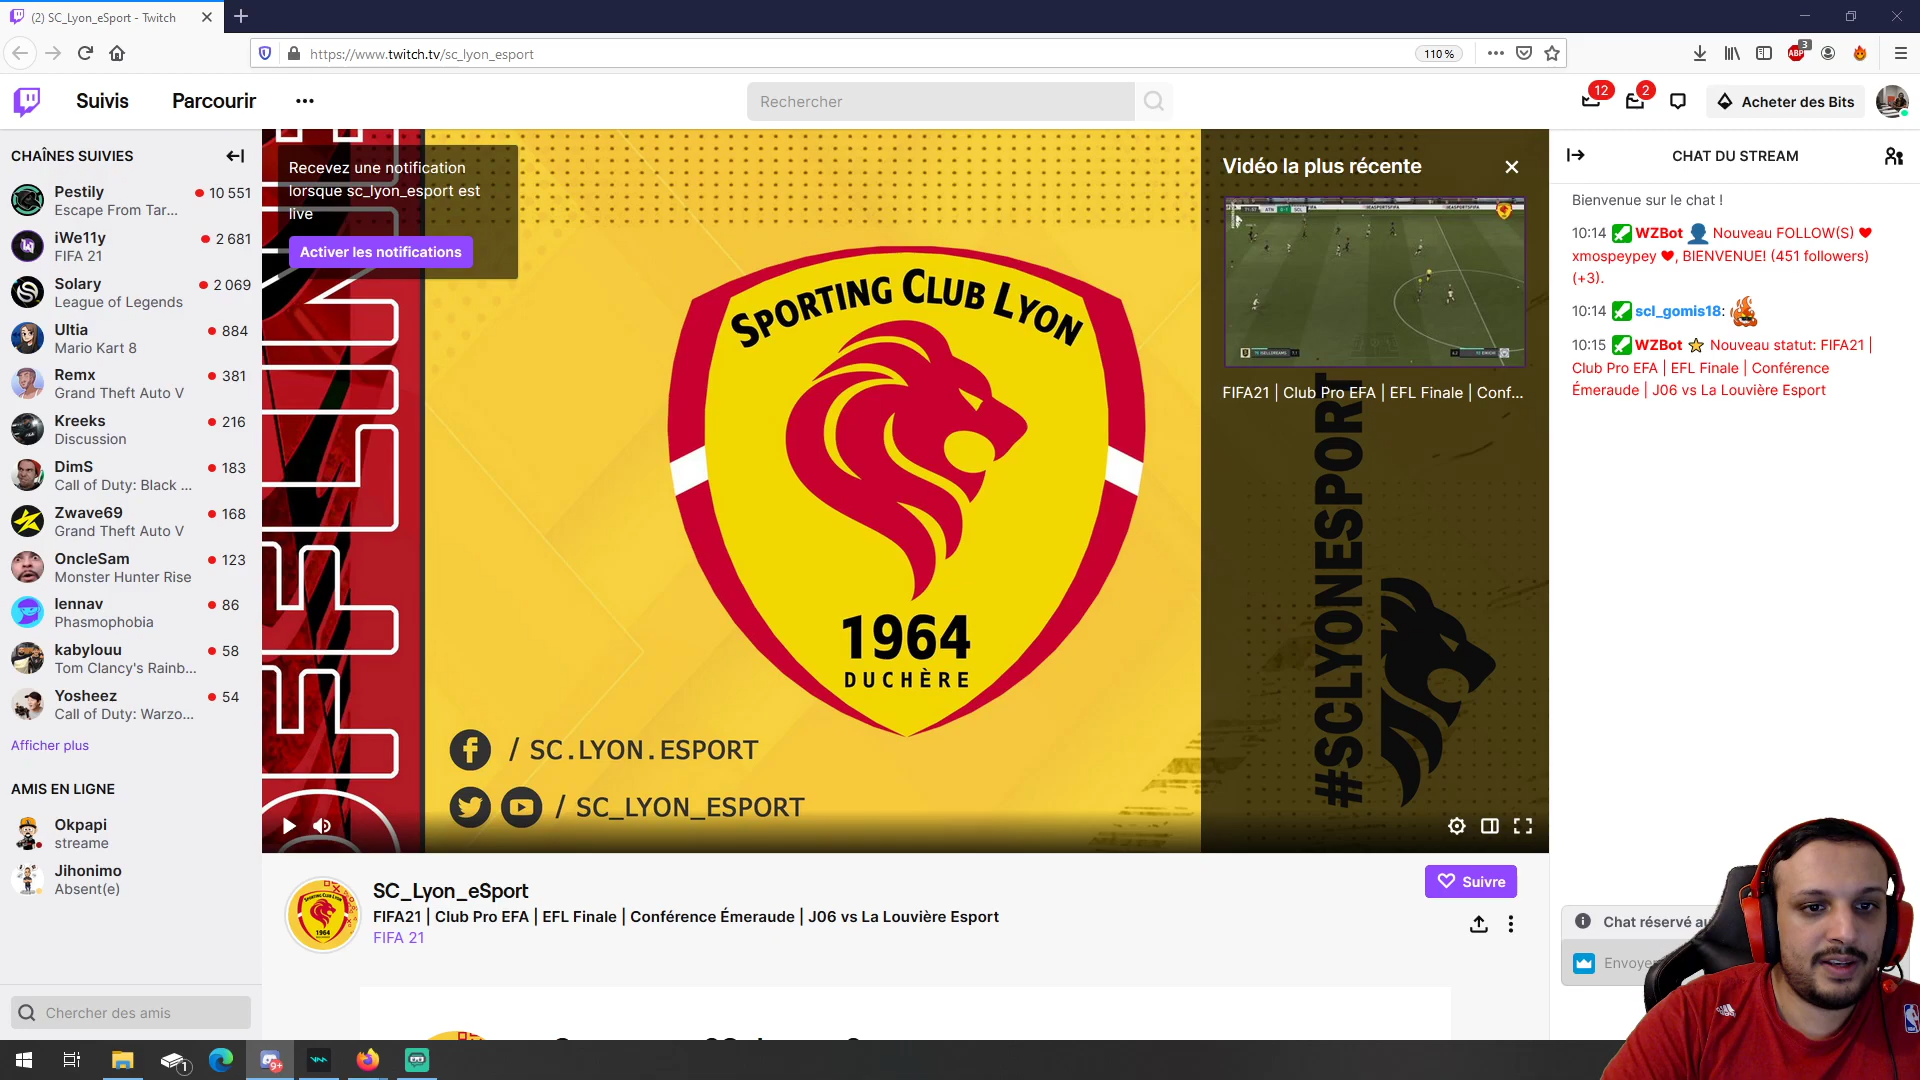 (2) SC_Lyon_eSport - Twitch
https://www.twitch.tv/sc_lyon_esport
110 %
ABP
3
Suivis
Parcourir
Rechercher
12
2
Acheter des Bits
CHAÎNES SUIVIES
Pestily
10 551
Escape From Tar...
iWe11y
2 681
FIFA 21
Solary
2 069
League of Legends
Ultia
884
Mario Kart 8
Remx
381
Grand Theft Auto V
Kreeks
216
Discussion
DimS
183
Call of Duty: Black ...
Zwave69
168
Grand Theft Auto V
OncleSam
123
Monster Hunter Rise
lennav
86
Phasmophobia
kabylouu
58
Tom Clancy's Rainb...
Yosheez
54
Call of Duty: Warzo...
Afficher plus
AMIS EN LIGNE
Okpapi
streame
Jihonimo
Absent(e)
Chercher des amis
Recevez une notification
lorsque sc_lyon_esport est
live
Activer les notifications
SPORTING CLUB LYON
1964
DUCHÈRE
/ SC.LYON.ESPORT
/ SC_LYON_ESPORT
#SCLYONESPORT
Vidéo la plus récente
FIFA21 | Club Pro EFA | EFL Finale | Conf...
SC_Lyon_eSport
FIFA21 | Club Pro EFA | EFL Finale | Conférence Émeraude | J06 vs La Louvière Esport
FIFA 21
Suivre
CHAT DU STREAM
Bienvenue sur le chat !
10:14 WZBot Nouveau FOLLOW(S) ♥
xmospeypey ♥, BIENVENUE! (451 followers)
(+3).
10:14 scl_gomis18:
10:15 WZBot Nouveau statut: FIFA21 |
Club Pro EFA | EFL Finale | Conférence
Émeraude | J06 vs La Louvière Esport
Chat réservé au
Envoye
1
9+